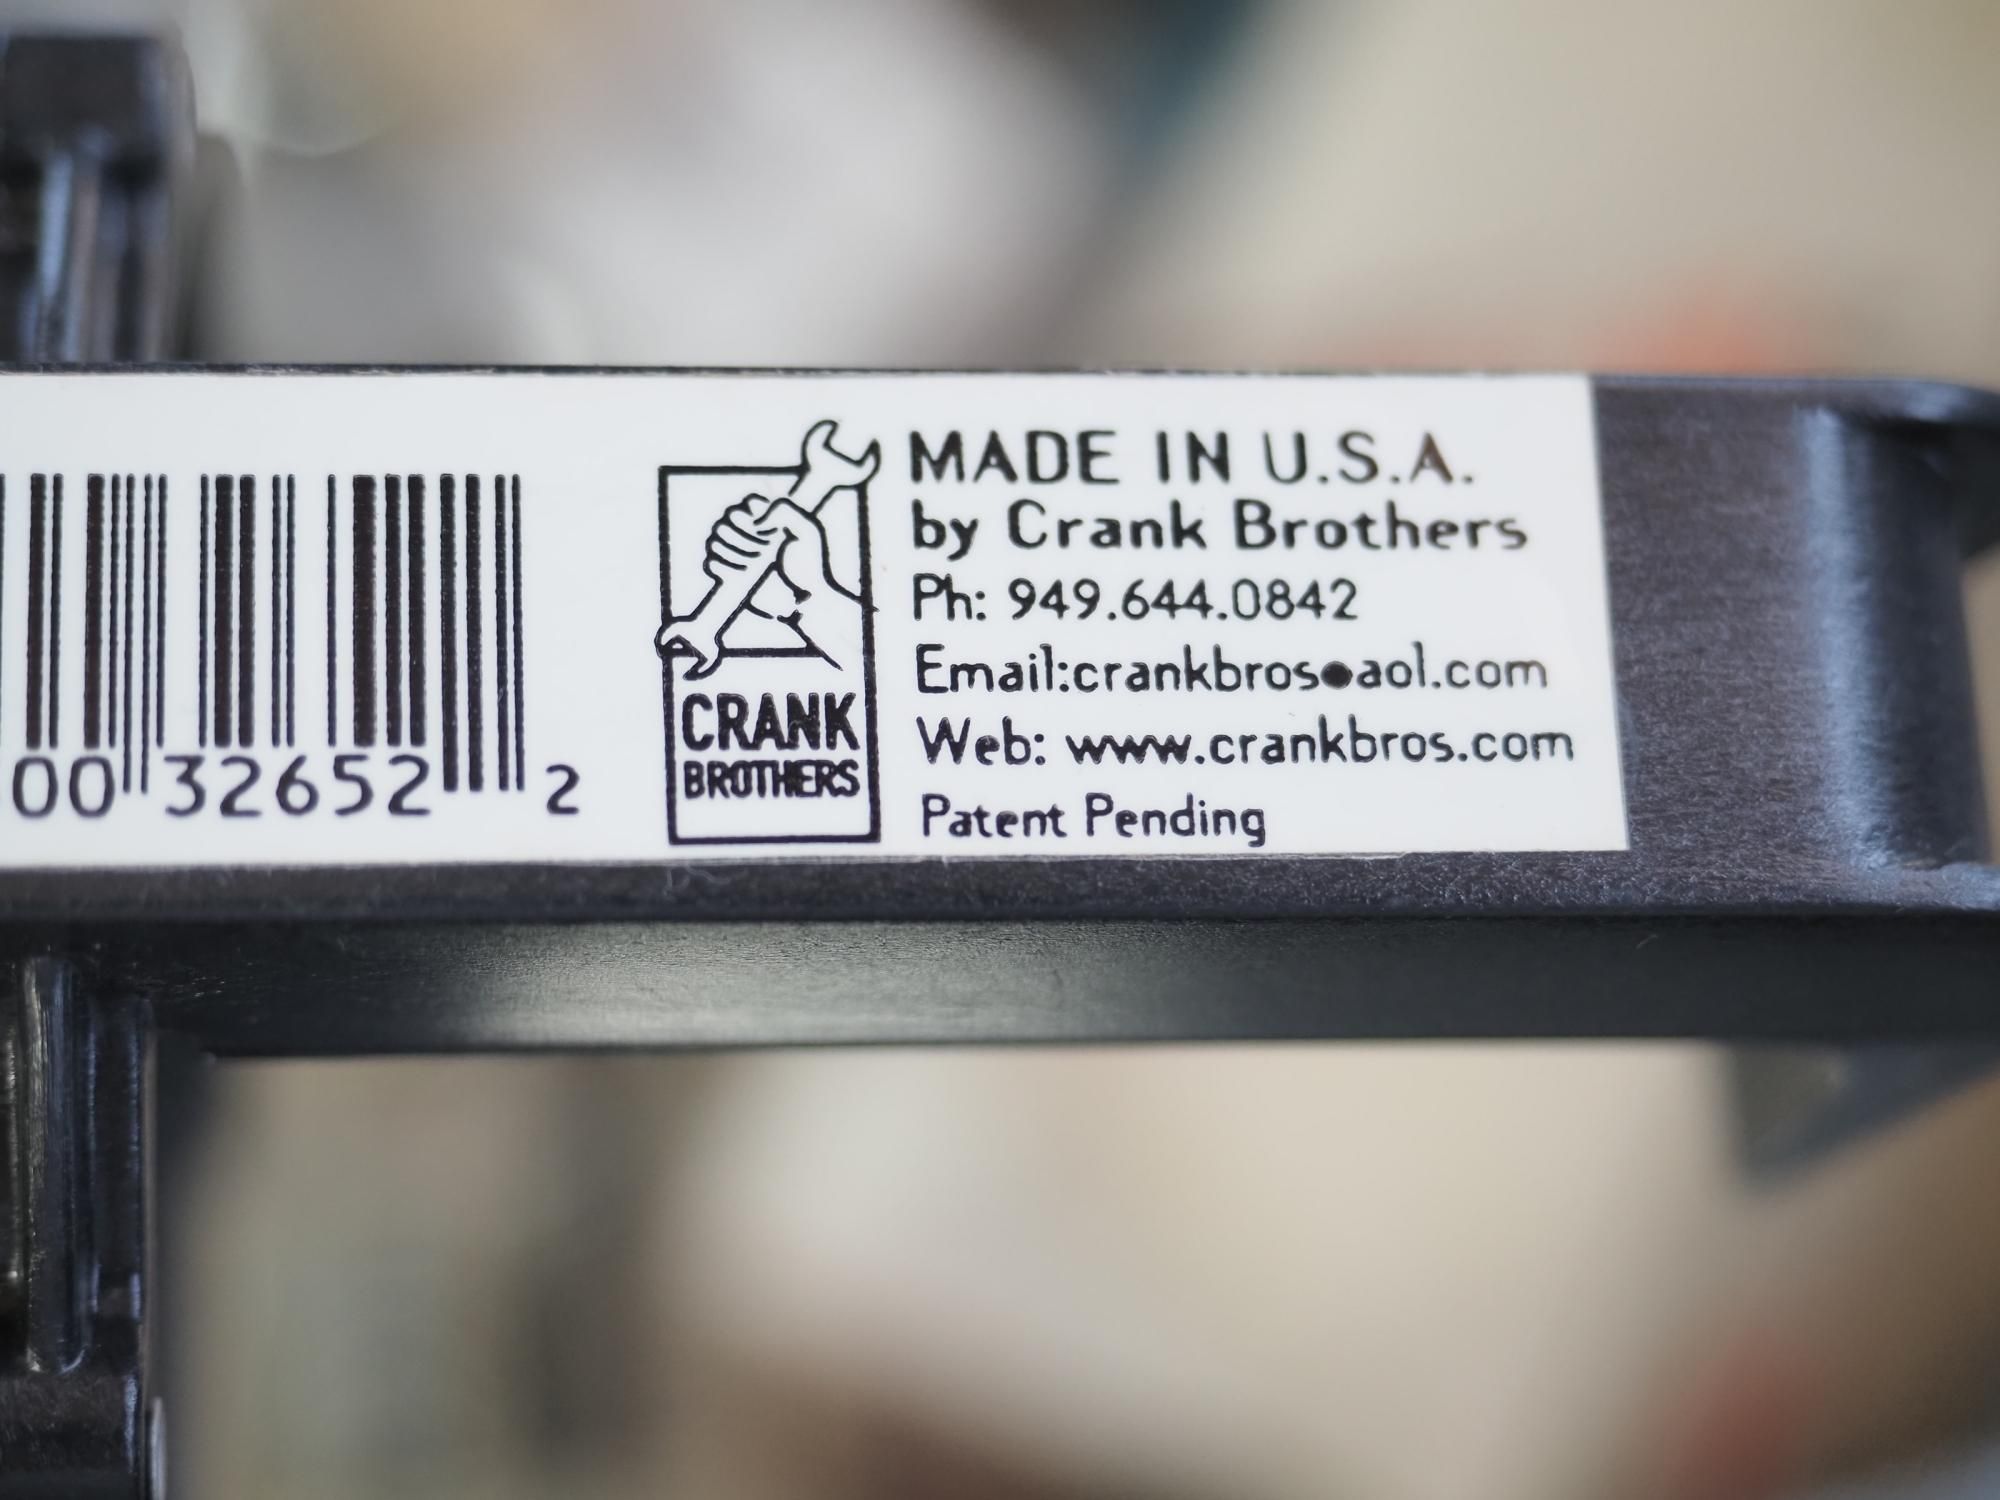 00 32652 2
CRANK
BROTHERS
MADE IN U.S.A.
by Crank Brothers
Ph: 949.644.0842
Email:crankbros●aol.com
Web: www.crankbros.com
Patent Pending